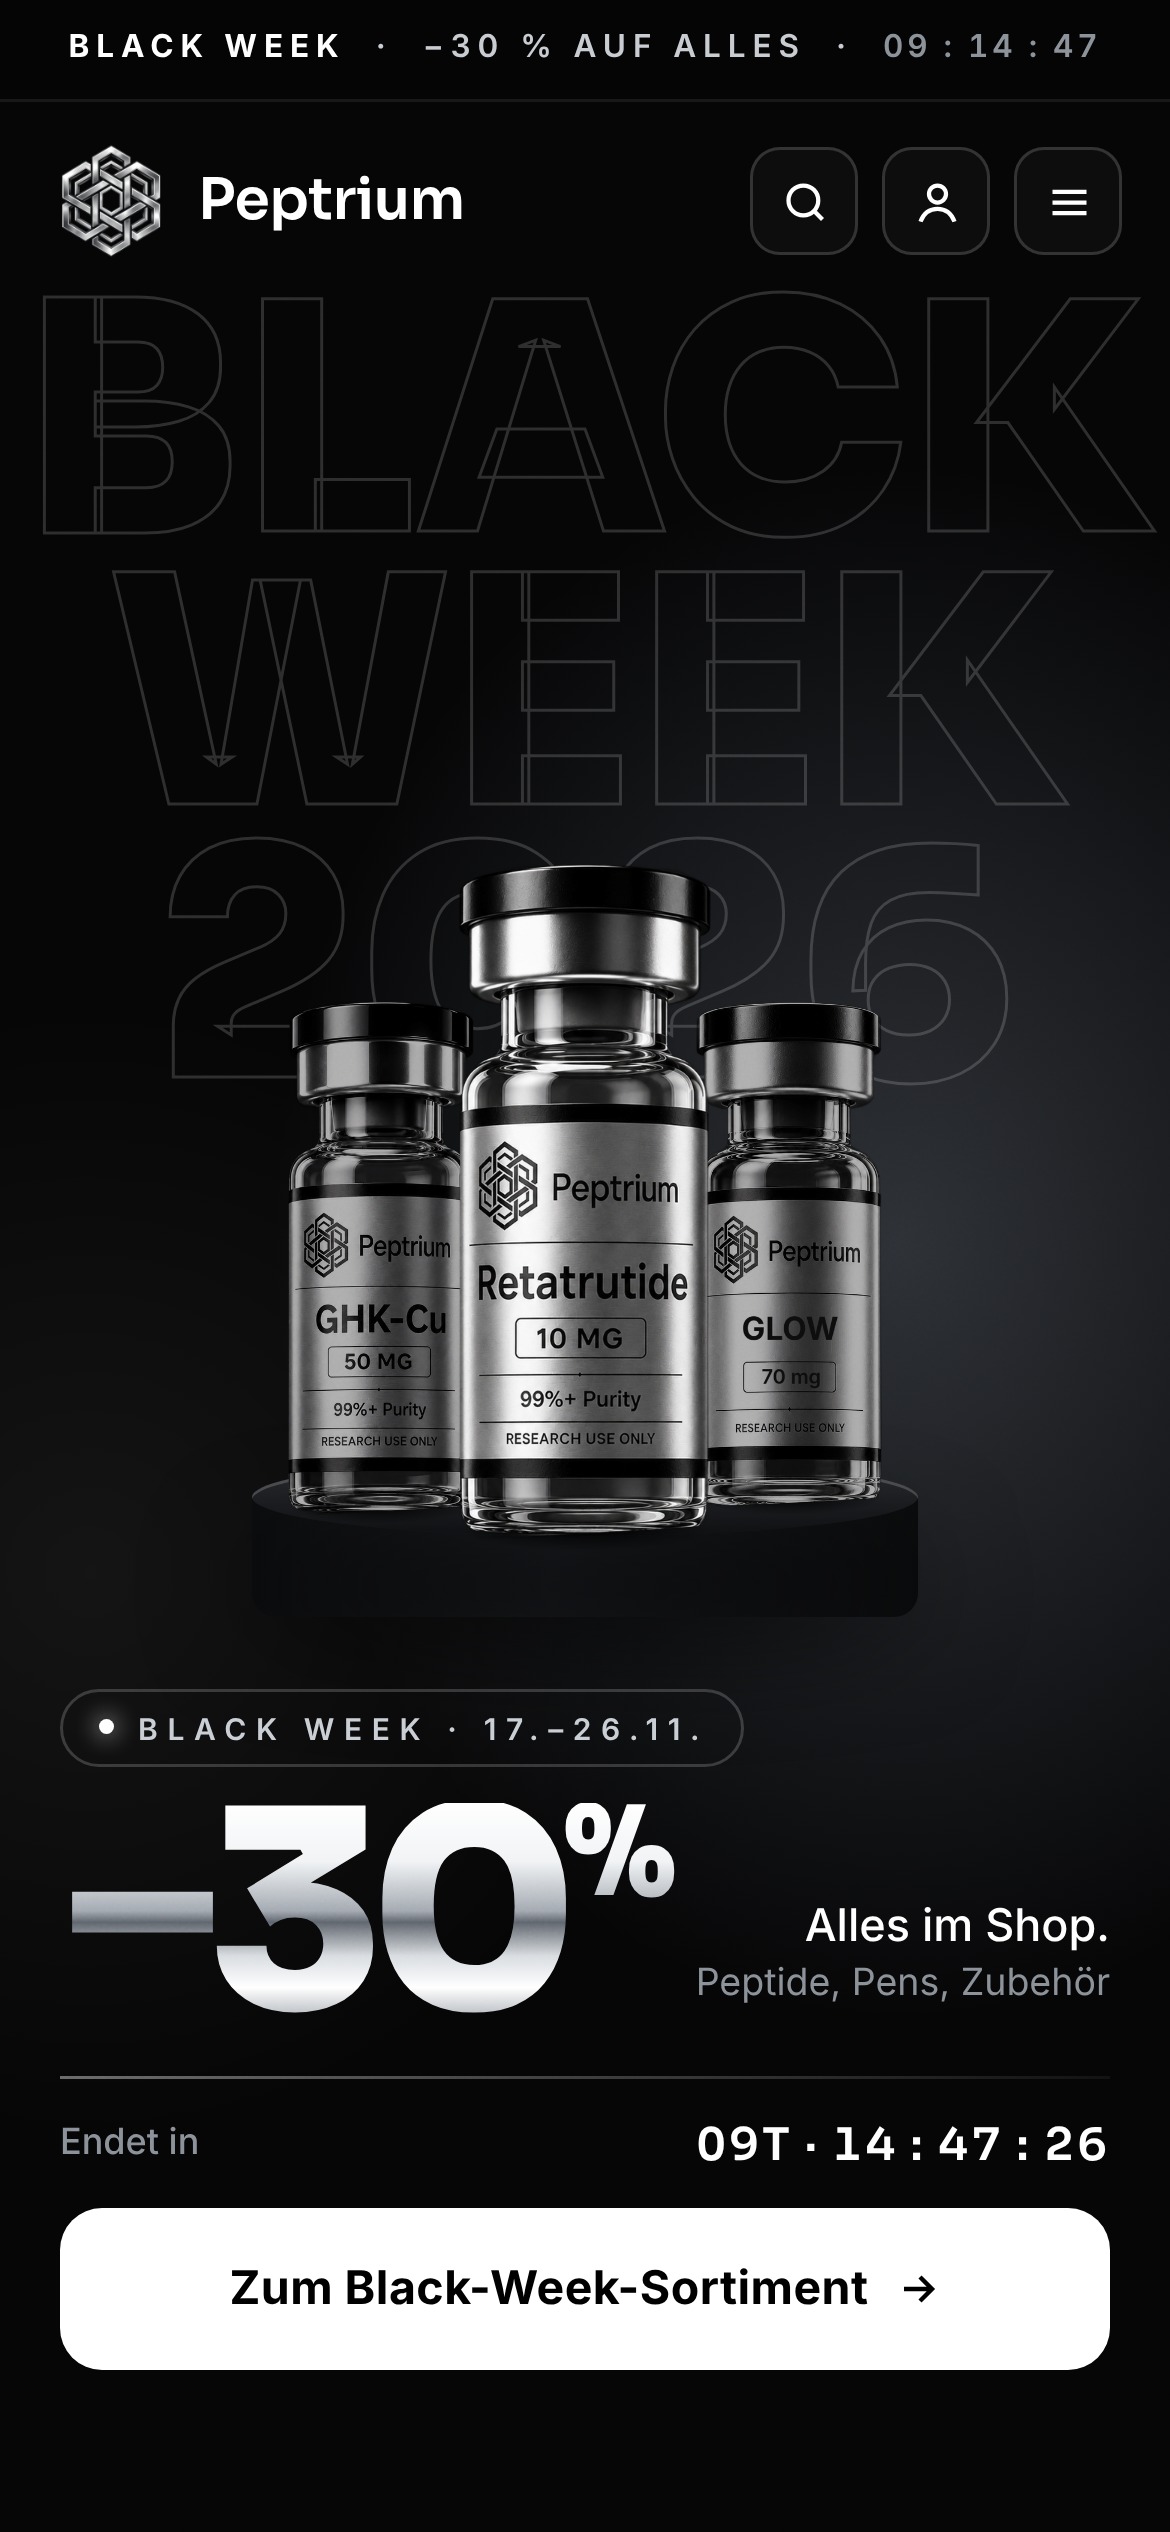 BLACK WEEK · –30 % AUF ALLES · 09 : 14 : 47
Peptrium
BLACK
WEEK
2026
Peptrium
GHK-Cu
50 MG
99%+ Purity
RESEARCH USE ONLY
Peptrium
Retatrutide
10 MG
99%+ Purity
RESEARCH USE ONLY
Peptrium
GLOW
70 mg
RESEARCH USE ONLY
BLACK WEEK · 17.–26.11.
–30%
Alles im Shop.
Peptide, Pens, Zubehör
Endet in
09T · 14 : 47 : 26
Zum Black-Week-Sortiment →